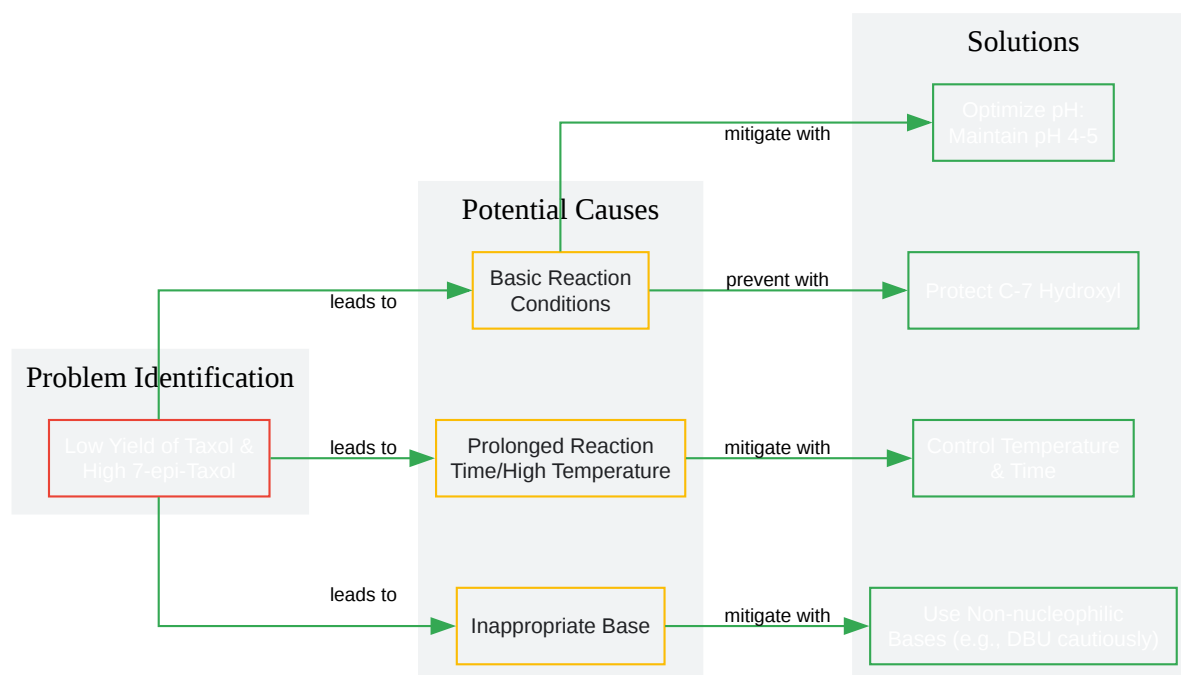 Solutions
Optimize pH:
Maintain pH 4-5
mitigate with
Potential Causes
Basic Reaction
Conditions
prevent with
Protect C-7 Hydroxyl
leads to
Problem Identification
Low Yield of Taxol &
High 7-epi-Taxol
leads to
Prolonged Reaction
Time/High Temperature
mitigate with
Control Temperature
& Time
leads to
Inappropriate Base
mitigate with
Use Non-nucleophilic
Bases (e.g., DBU cautiously)